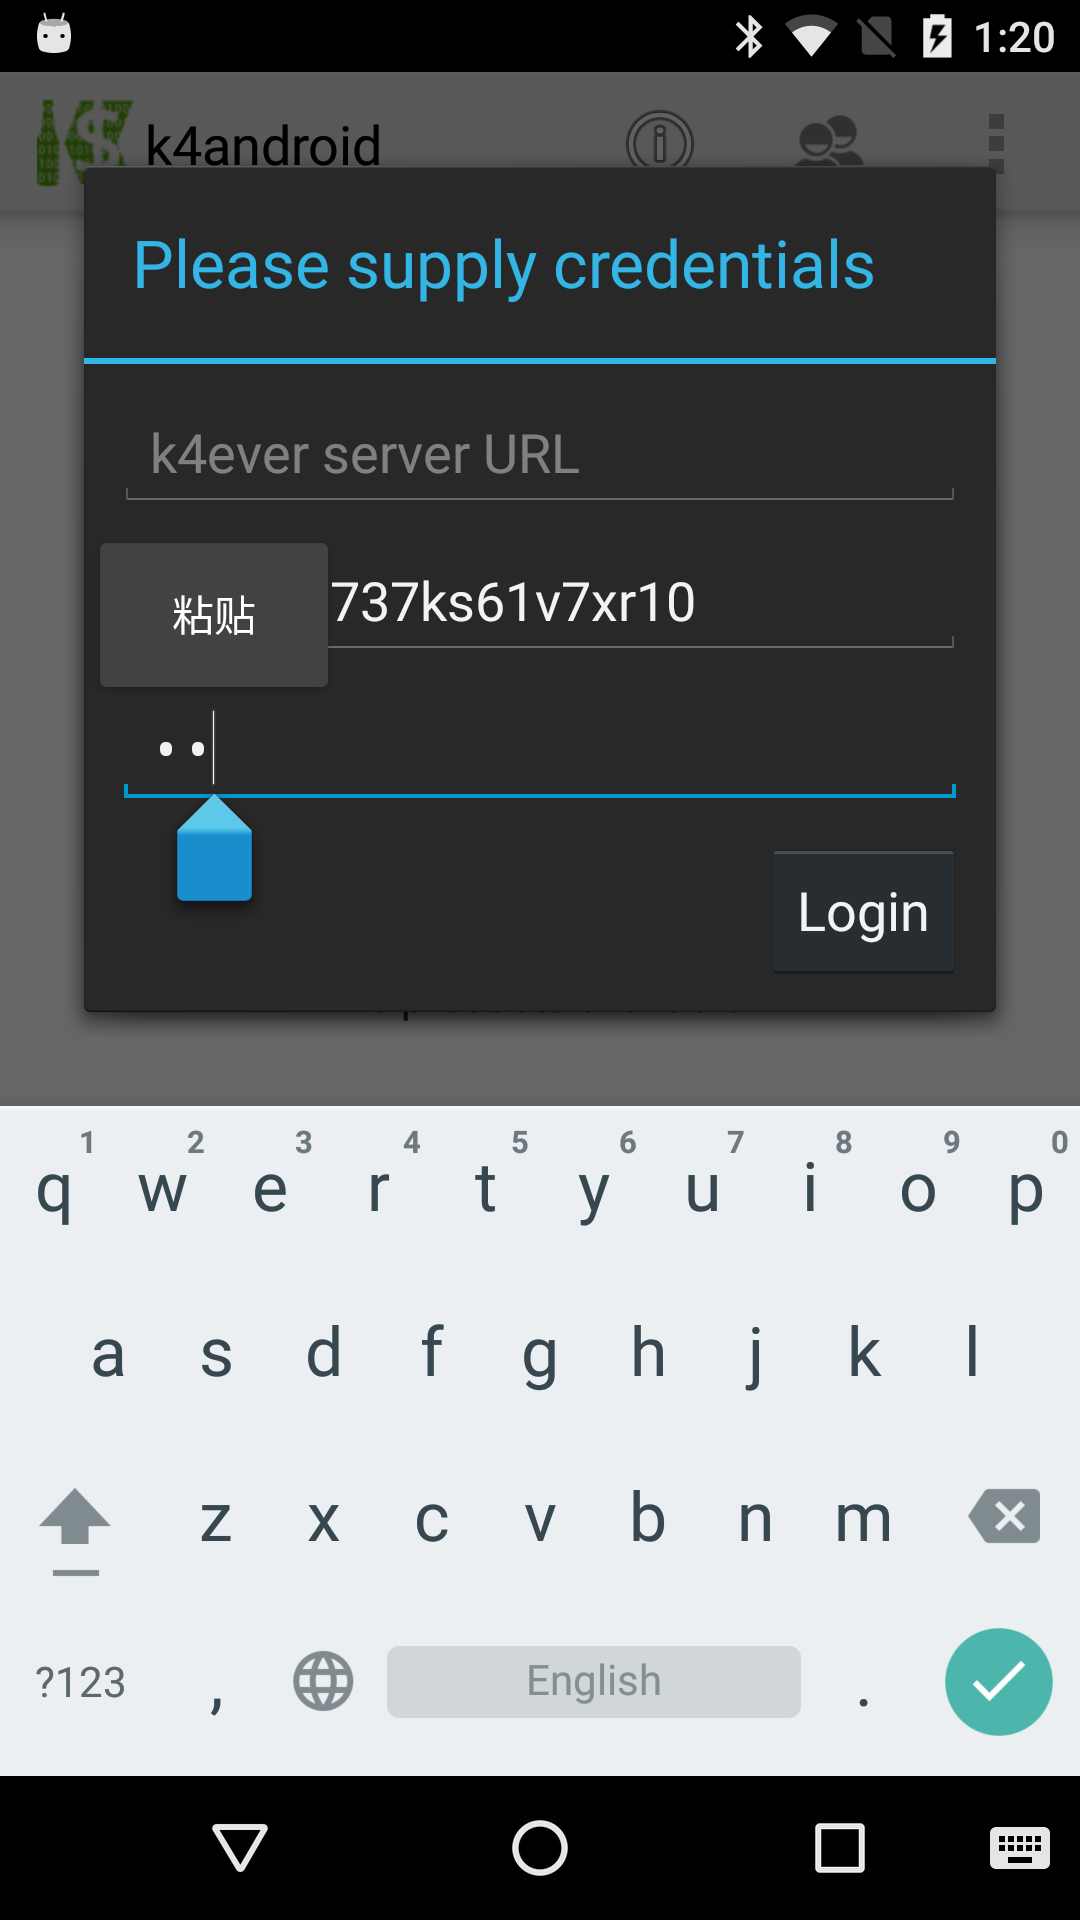 1:20
k4android
Please supply credentials
k4ever server URL
粘贴
737ks61v7xr10
Login
1 2 3 4 5 6 7 8 9 0
q w e r t y u i o p
a s d f g h j k l
z x c v b n m
?123 , English .